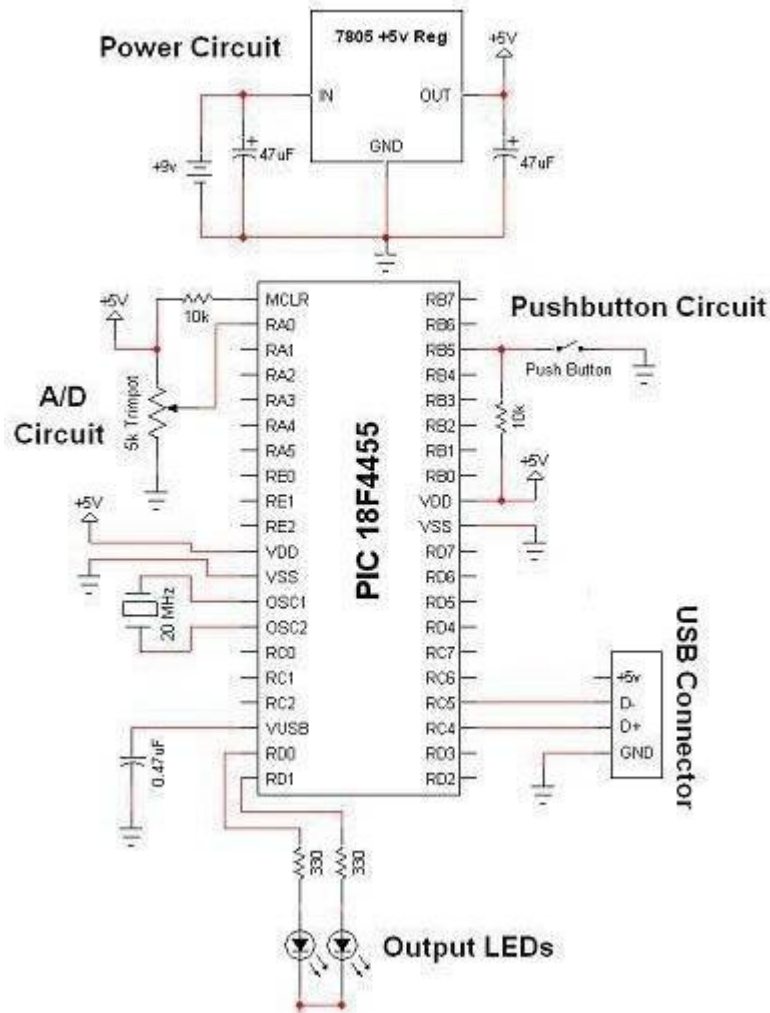 Power Circuit
7805 +5v Reg
+5V
IN
OUT
GND
+
47uF
+
47uF
+9v
+5V
10k
A/D
Circuit
5k Trimpot
+5V
20 MHz
0.47uF
MCLR
RA0
RA1
RA2
RA3
RA4
RA5
RE0
RE1
RE2
VDD
VSS
OSC1
OSC2
RC0
RC1
RC2
VUSB
RD0
RD1
PIC 18F4455
RB7
RB6
RB5
RB4
RB3
RB2
RB1
RB0
VDD
VSS
RD7
RD6
RD5
RD4
RC7
RC6
RC5
RC4
RD3
RD2
Pushbutton Circuit
Push Button
10k
+5V
+5v
D-
D+
GND
USB Connector
330
330
Output LEDs